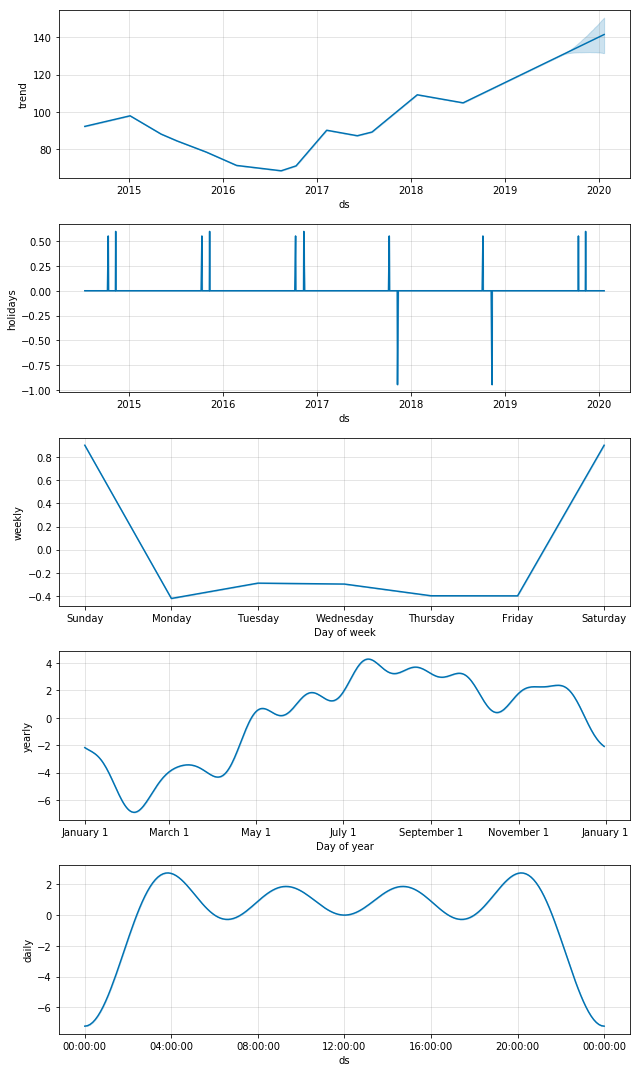 140
120
100
80
trend
2015 2016 2017 2018 2019 2020
ds
0.50
0.25
0.00
−0.25
−0.50
−0.75
−1.00
holidays
2015 2016 2017 2018 2019 2020
ds
0.8
0.6
0.4
0.2
0.0
−0.2
−0.4
weekly
Sunday Monday Tuesday Wednesday Thursday Friday Saturday
Day of week
4
2
0
−2
−4
−6
yearly
January 1 March 1 May 1 July 1 September 1 November 1 January 1
Day of year
2
0
−2
−4
−6
daily
00:00:00 04:00:00 08:00:00 12:00:00 16:00:00 20:00:00 00:00:00
ds